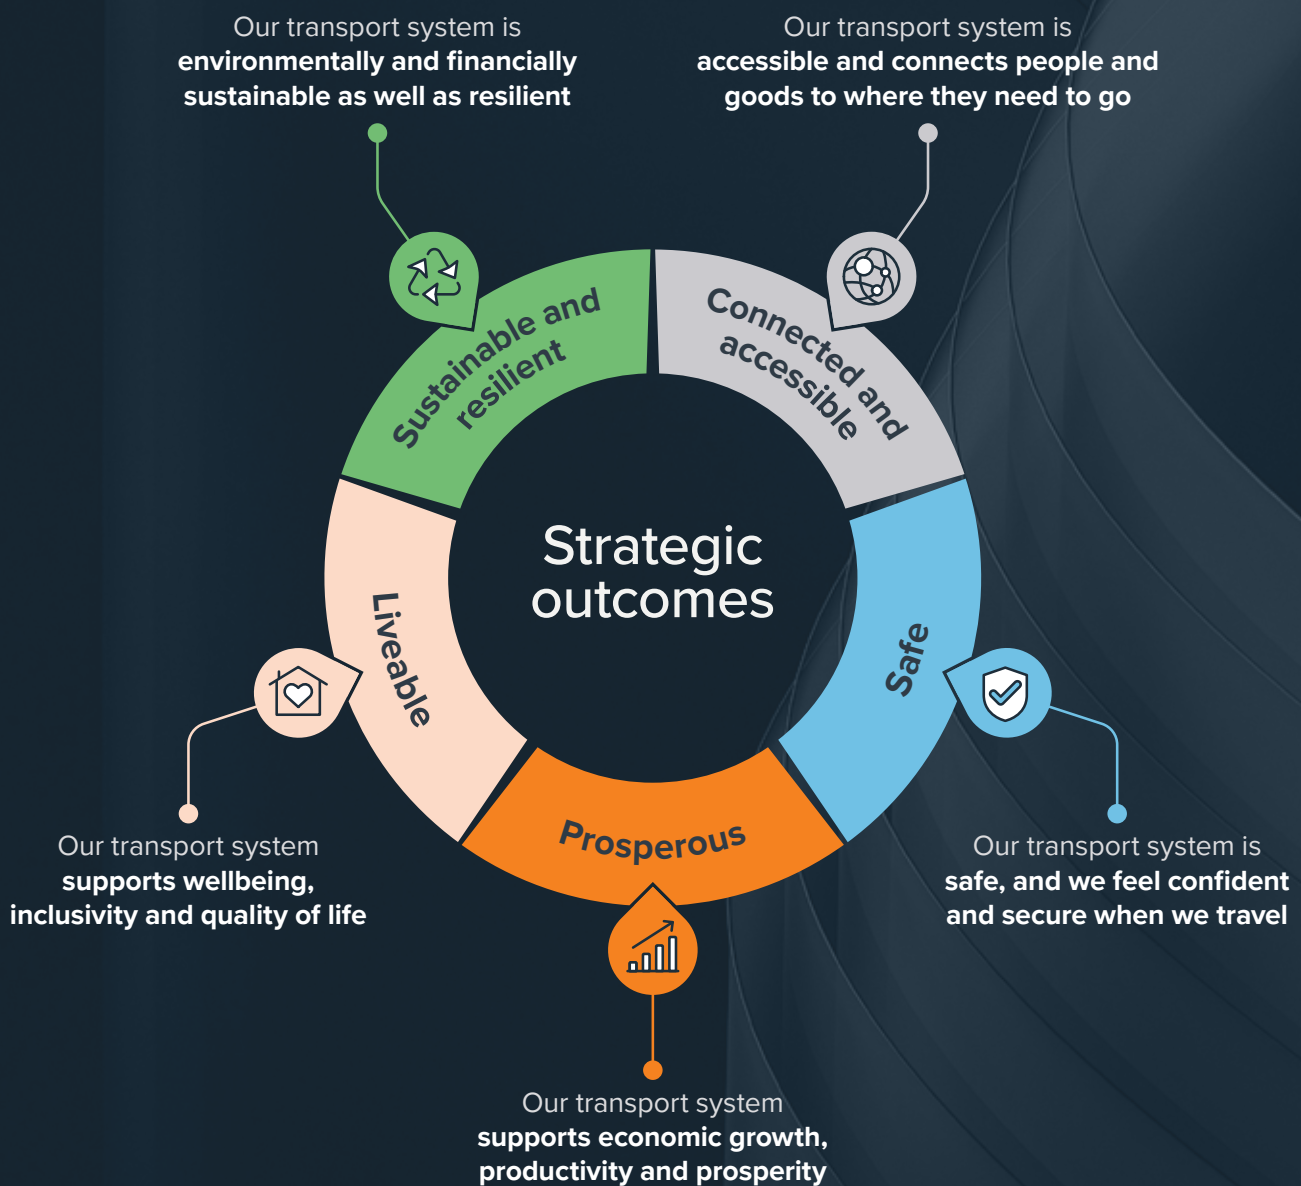 Our transport system is
environmentally and financially
sustainable as well as resilient
Our transport system is
accessible and connects people and
goods to where they need to go
Sustainable and
resilient
Connected and
accessible
Strategic
outcomes
Liveable
Safe
Prosperous
Our transport system
supports wellbeing,
inclusivity and quality of life
Our transport system is
safe, and we feel confident
and secure when we travel
Our transport system
supports economic growth,
productivity and prosperity